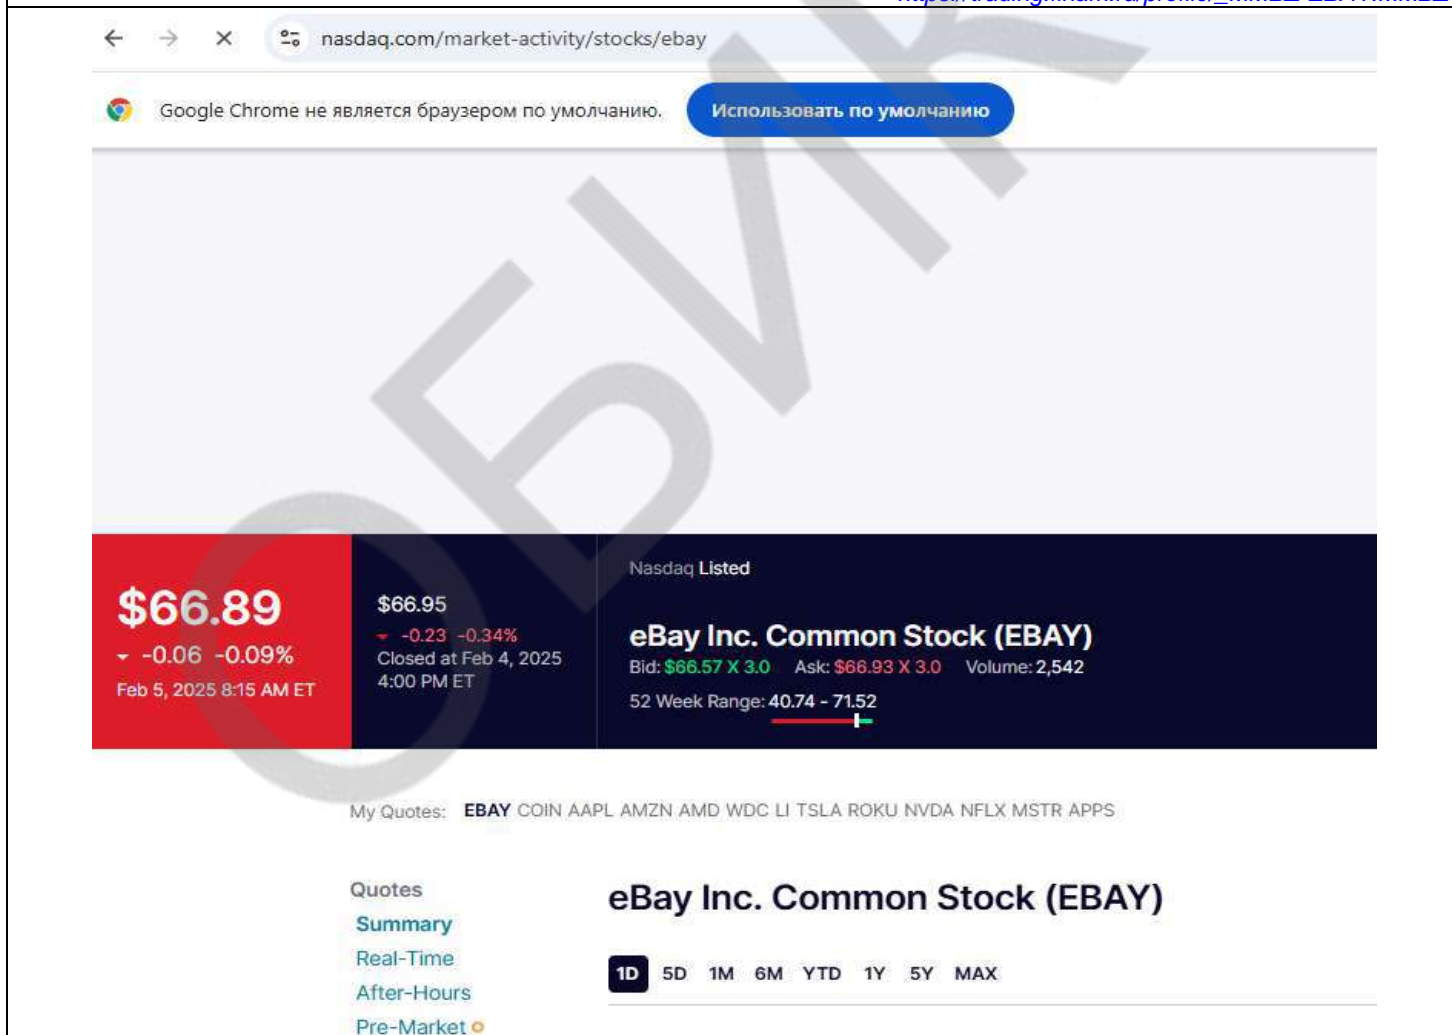 nasdaq.com/market-activity/stocks/ebay
Google Chrome не является браузером по умолчанию. Использовать по умолчанию
ОБИК
$66.89
-0.06 -0.09%
Feb 5, 2025 8:15 AM ET
$66.95
-0.23 -0.34%
Closed at Feb 4, 2025
4:00 PM ET
Nasdaq Listed
eBay Inc. Common Stock (EBAY)
Bid: $66.57 X 3.0 Ask: $66.93 X 3.0 Volume: 2,542
52 Week Range: 40.74 - 71.52
My Quotes: EBAY COIN AAPL AMZN AMD WDC LI TSLA ROKU NVDA NFLX MSTR APPS
Quotes
Summary
Real-Time
After-Hours
Pre-Market
eBay Inc. Common Stock (EBAY)
1D 5D 1M 6M YTD 1Y 5Y MAX